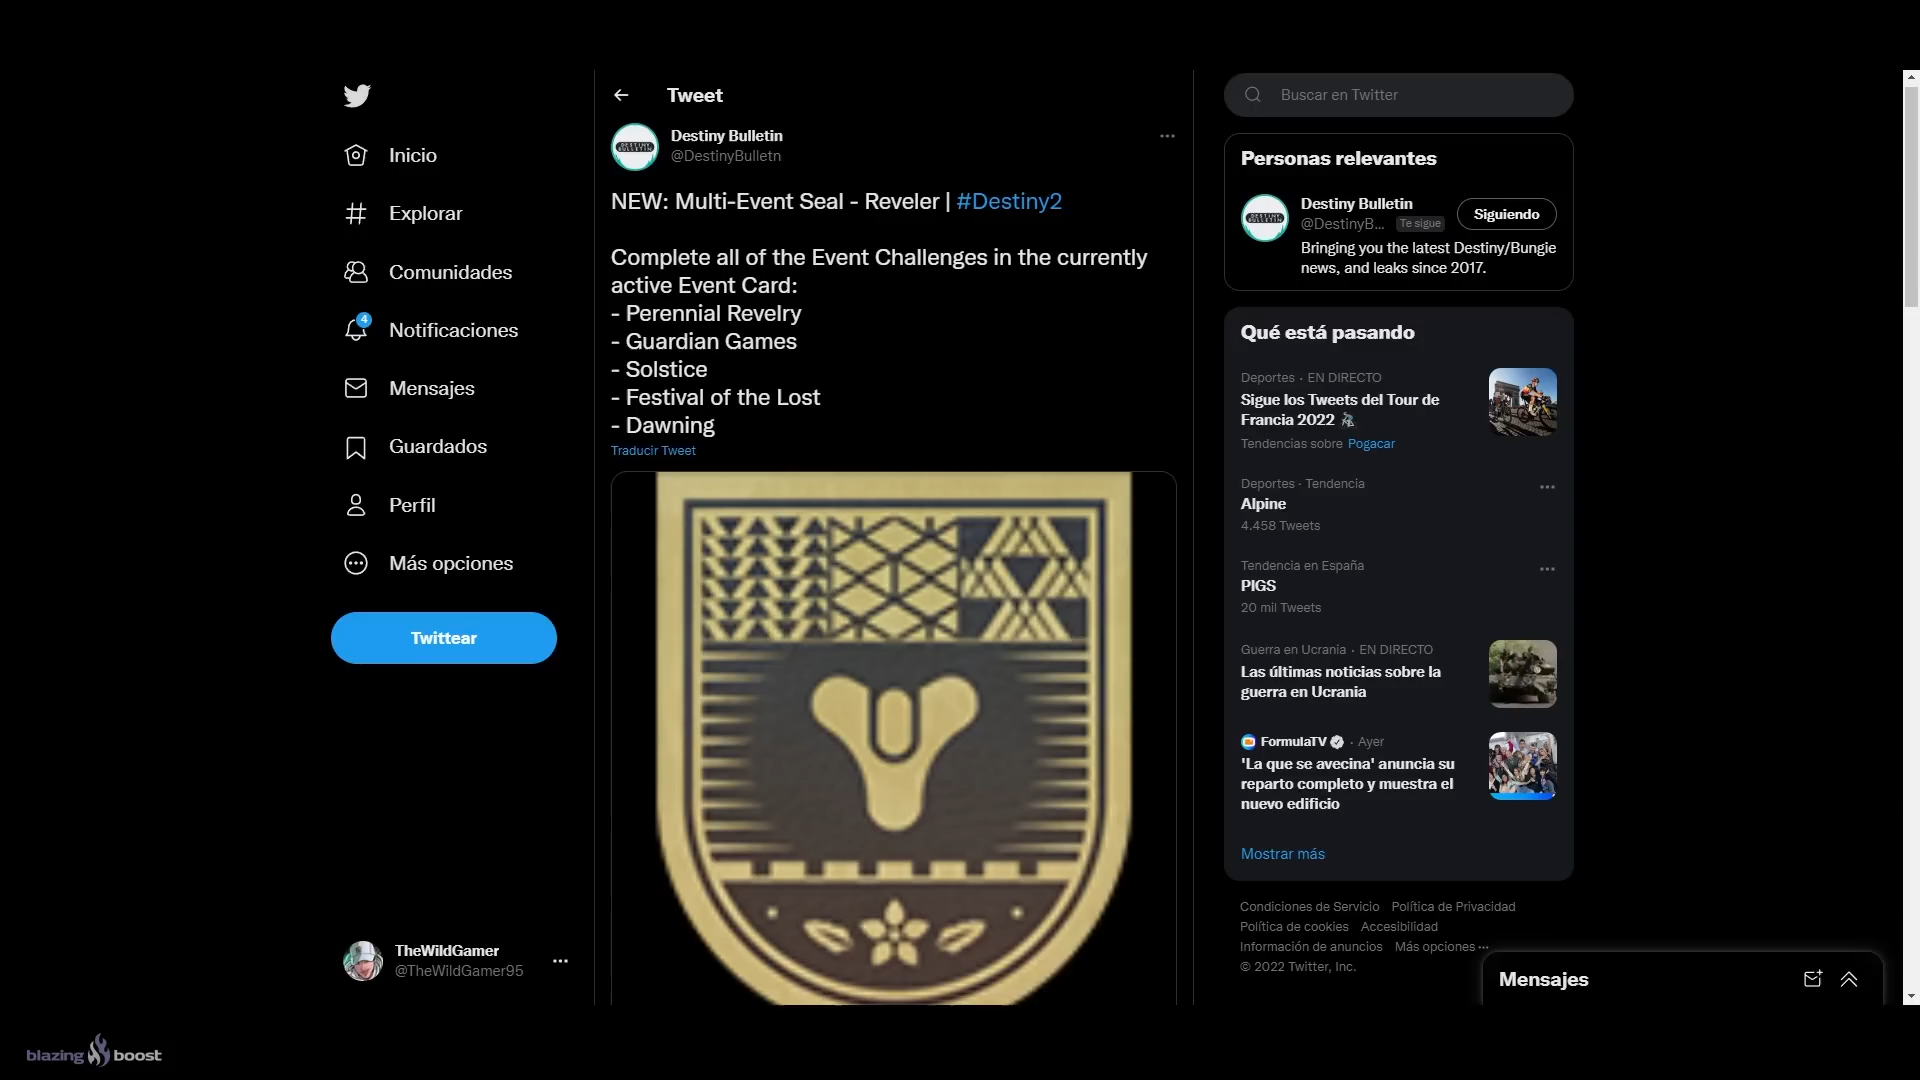 Inicio
Explorar
Comunidades
4
Notificaciones
Mensajes
Guardados
Perfil
Más opciones
Twittear
TheWildGamer
@TheWildGamer95
Tweet
DESTINY
BULLETIN
Destiny Bulletin
@DestinyBulletn
NEW: Multi-Event Seal - Reveler | #Destiny2
Complete all of the Event Challenges in the currently
active Event Card:
- Perennial Revelry
- Guardian Games
- Solstice
- Festival of the Lost
- Dawning
Traducir Tweet
Buscar en Twitter
Personas relevantes
DESTINY
BULLETIN
Destiny Bulletin
@DestinyB... Te sigue
Siguiendo
Bringing you the latest Destiny/Bungie
news, and leaks since 2017.
Qué está pasando
Deportes · EN DIRECTO
Sigue los Tweets del Tour de
Francia 2022
Tendencias sobre Pogacar
Deportes · Tendencia
Alpine
4.458 Tweets
Tendencia en España
PIGS
20 mil Tweets
Guerra en Ucrania · EN DIRECTO
Las últimas noticias sobre la
guerra en Ucrania
FormulaTV · Ayer
'La que se avecina' anuncia su
reparto completo y muestra el
nuevo edificio
Mostrar más
Condiciones de Servicio Política de Privacidad
Política de cookies Accesibilidad
Información de anuncios Más opciones ···
© 2022 Twitter, Inc.
Mensajes
blazing boost